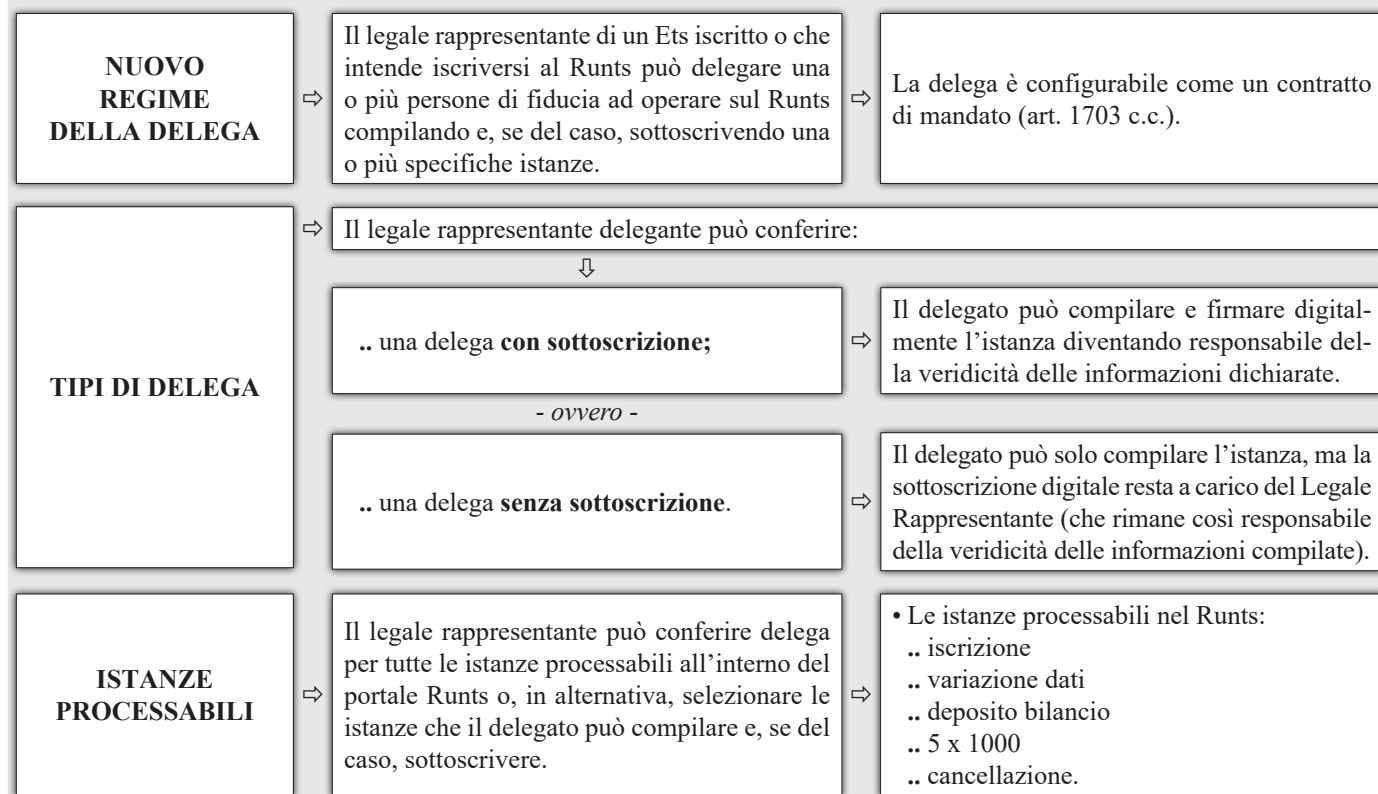 NUOVO
REGIME
DELLA DELEGA
⇨
Il legale rappresentante di un Ets iscritto o che
intende iscriversi al Runts può delegare una
o più persone di fiducia ad operare sul Runts
compilando e, se del caso, sottoscrivendo una
o più specifiche istanze.
⇨
La delega è configurabile come un contratto
di mandato (art. 1703 c.c.).
TIPI DI DELEGA
⇨
Il legale rappresentante delegante può conferire:
⇩
.. una delega con sottoscrizione;
⇨
Il delegato può compilare e firmare digital-
mente l’istanza diventando responsabile del-
la veridicità delle informazioni dichiarate.
- ovvero -
.. una delega senza sottoscrizione.
⇨
Il delegato può solo compilare l’istanza, ma la
sottoscrizione digitale resta a carico del Legale
Rappresentante (che rimane così responsabile
della veridicità delle informazioni compilate).
ISTANZE
PROCESSABILI
⇨
Il legale rappresentante può conferire delega
per tutte le istanze processabili all’interno del
portale Runts o, in alternativa, selezionare le
istanze che il delegato può compilare e, se del
caso, sottoscrivere.
⇨
• Le istanze processabili nel Runts:
.. iscrizione
.. variazione dati
.. deposito bilancio
.. 5 x 1000
.. cancellazione.